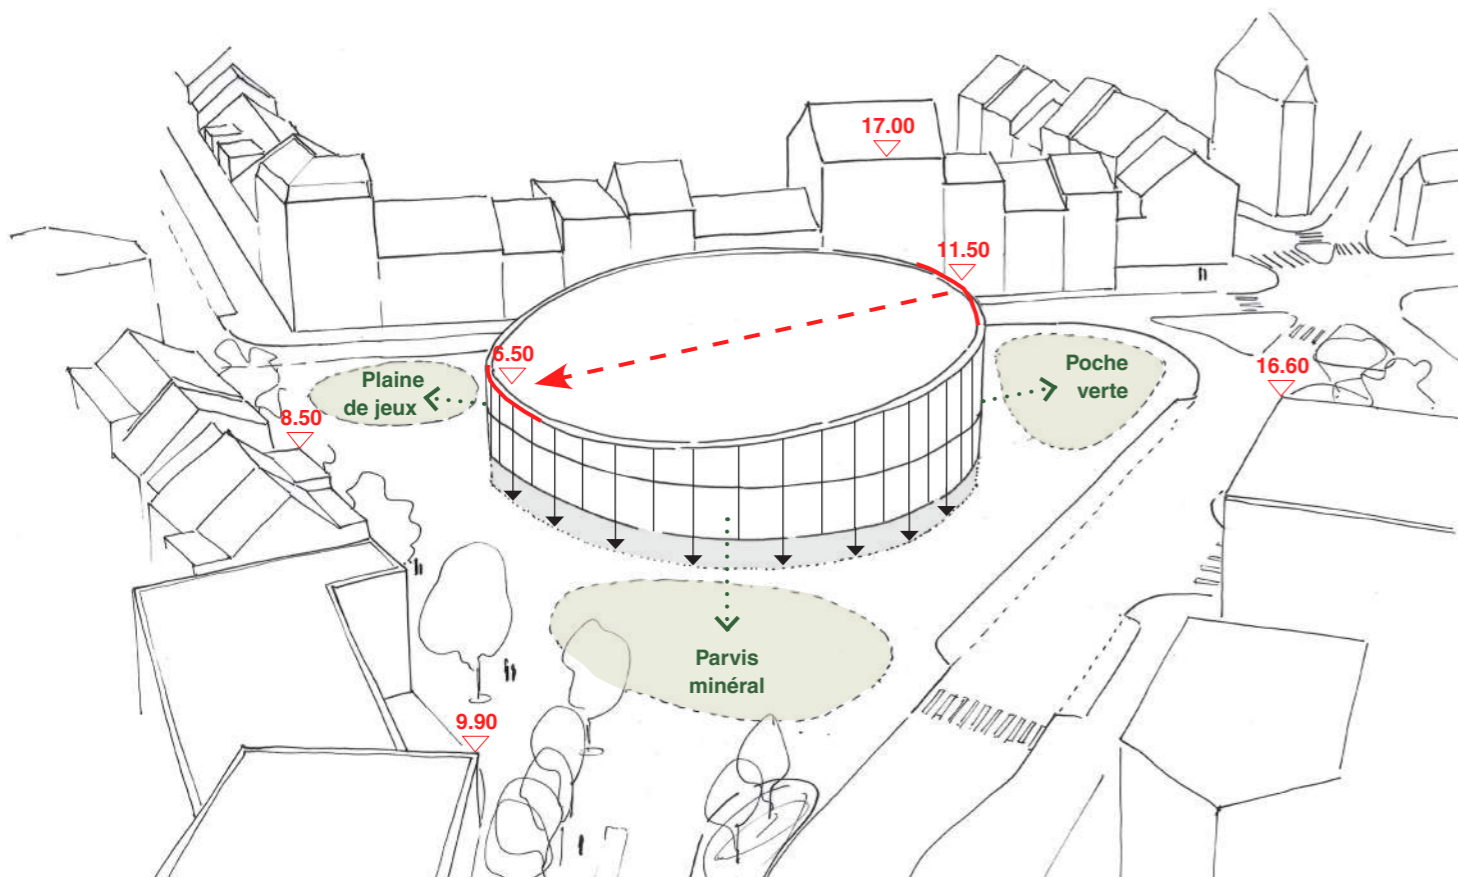 17.00
11.50
6.50
Plaine
de jeux
8.50
Poche
verte
16.60
Parvis
minéral
9.90